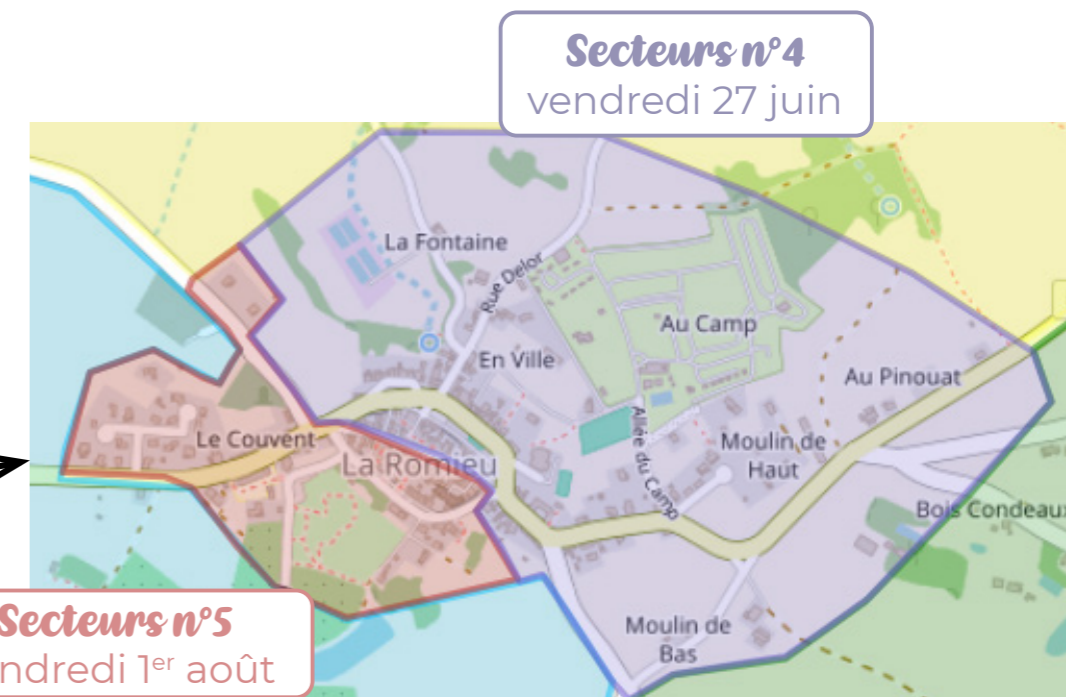 Secteurs n°4
vendredi 27 juin
La Fontaine
Rue Delor
Au Camp
En Ville
Au Pinouat
Allée du Camp
Le Couvent
Moulin de
Haut
La Romieu
Bois Condeaux
Moulin de
Bas
Secteurs n°5
ndredi 1er août